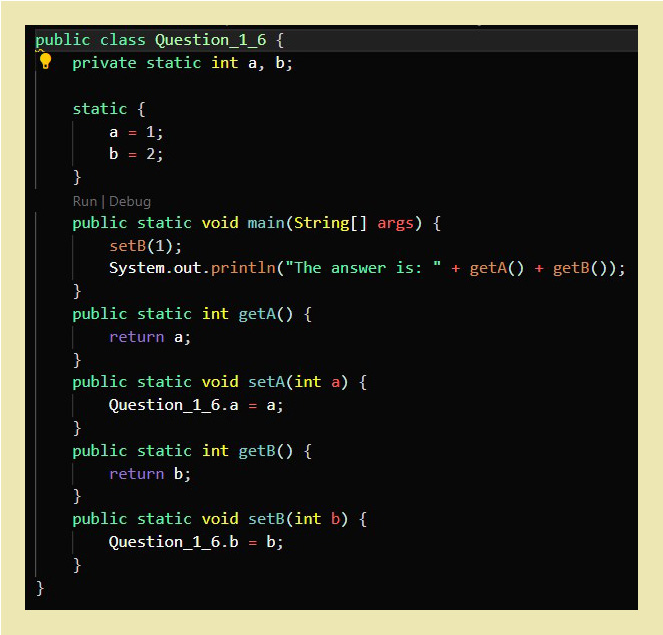 public class Question_1_6 {
private static int a, b;
static {
a = 1;
b = 2;
}
Run | Debug
public static void main(String[] args) {
setB(1);
System.out.println("The answer is: " + getA() + getB());
}
public static int getA() {
return a;
}
public static void setA(int a) {
Question_1_6.a = a;
}
public static int getB() {
return b;
}
public static void setB(int b) {
Question_1_6.b = b;
}
}